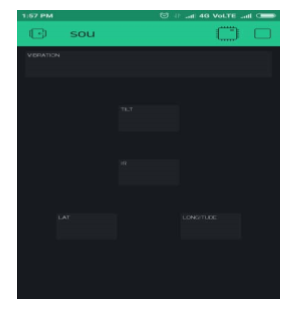 1:57 PM 4G VoLTE
SOU
VIBRATION
TILT
IR
LAT LONGITUDE